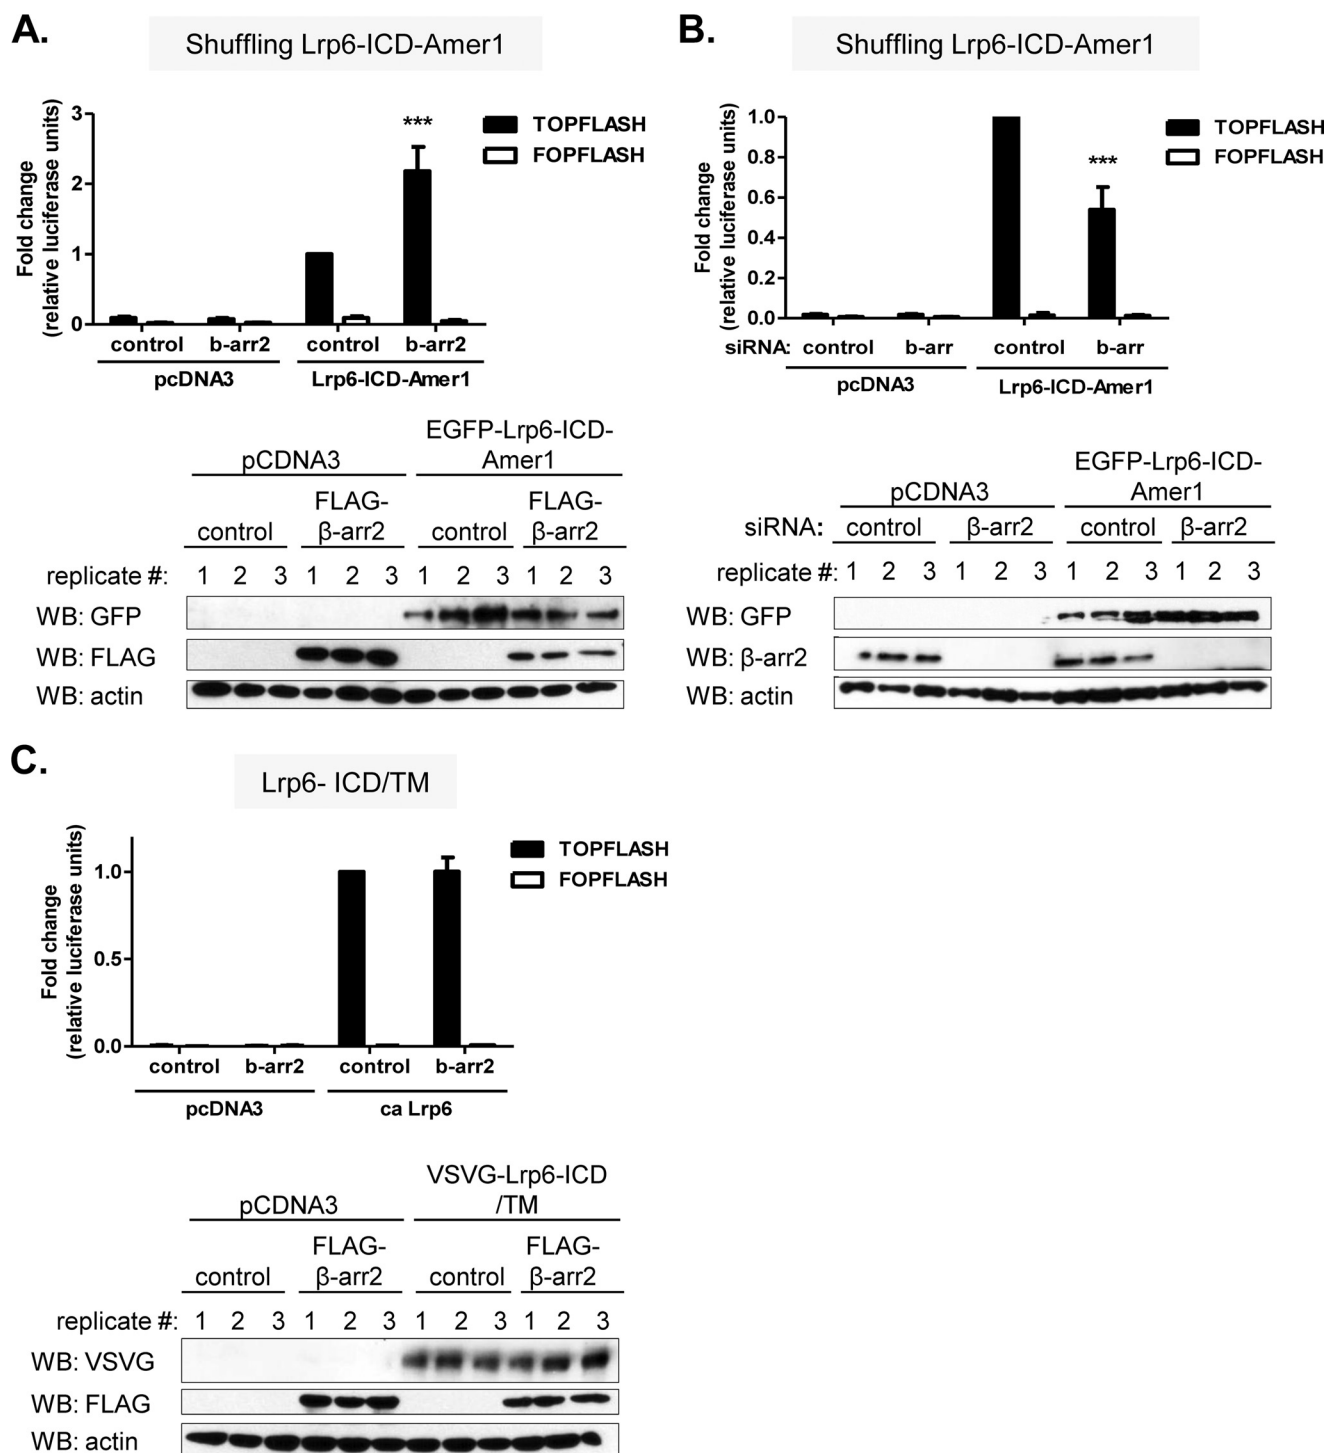 A.
Shuffling Lrp6-ICD-Amer1
Fold change
(relative luciferase units)
3
2
1
0
***
TOPFLASH
FOPFLASH
control b-arr2 control b-arr2
pcDNA3 Lrp6-ICD-Amer1
EGFP-Lrp6-ICD-
pCDNA3 Amer1
FLAG- FLAG-
control β-arr2 control β-arr2
replicate #: 1 2 3 1 2 3 1 2 3 1 2 3
WB: GFP
WB: FLAG
WB: actin
B.
Shuffling Lrp6-ICD-Amer1
Fold change
(relative luciferase units)
1.0
0.8
0.6
0.4
0.2
0.0
***
TOPFLASH
FOPFLASH
siRNA: control b-arr control b-arr
pcDNA3 Lrp6-ICD-Amer1
EGFP-Lrp6-ICD-
pCDNA3 Amer1
siRNA: control β-arr2 control β-arr2
replicate #: 1 2 3 1 2 3 1 2 3 1 2 3
WB: GFP
WB: β-arr2
WB: actin
C.
Lrp6- ICD/TM
Fold change
(relative luciferase units)
1.0
0.5
0.0
TOPFLASH
FOPFLASH
control b-arr2 control b-arr2
pcDNA3 ca Lrp6
VSVG-Lrp6-ICD
pCDNA3 /TM
FLAG- FLAG-
control β-arr2 control β-arr2
replicate #: 1 2 3 1 2 3 1 2 3 1 2 3
WB: VSVG
WB: FLAG
WB: actin